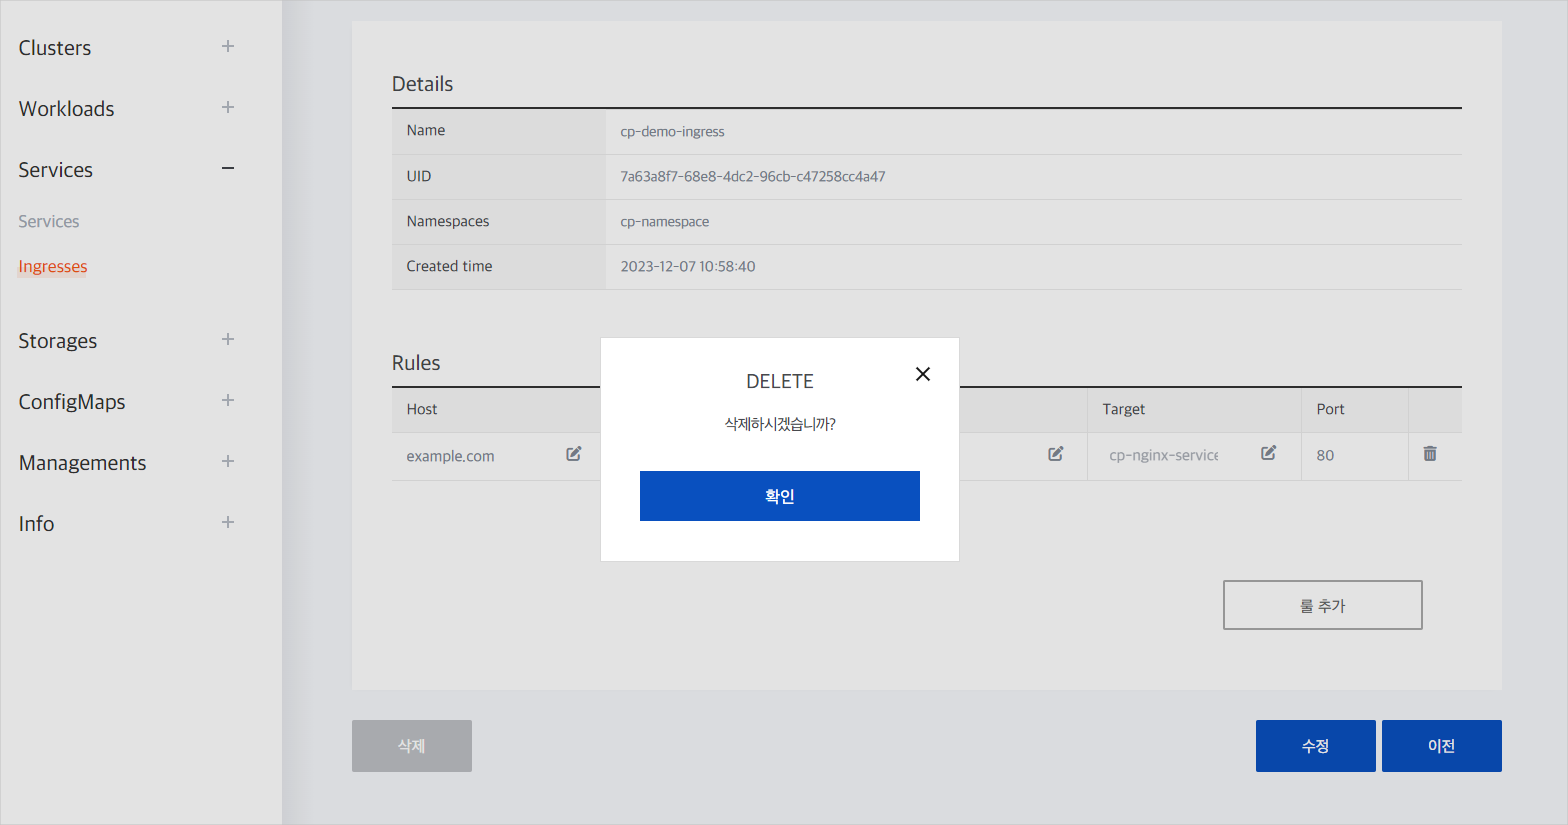 Clusters
Workloads
Services
Services
Ingresses
Storages
ConfigMaps
Managements
Info
Details
Name cp-demo-ingress
UID 7a63a8f7-68e8-4dc2-96cb-c47258cc4a47
Namespaces cp-namespace
Created time 2023-12-07 10:58:40
Rules
Host Target Port
example.com cp-nginx-service 80
DELETE
삭제하시겠습니까?
확인
룰 추가
삭제 수정 이전